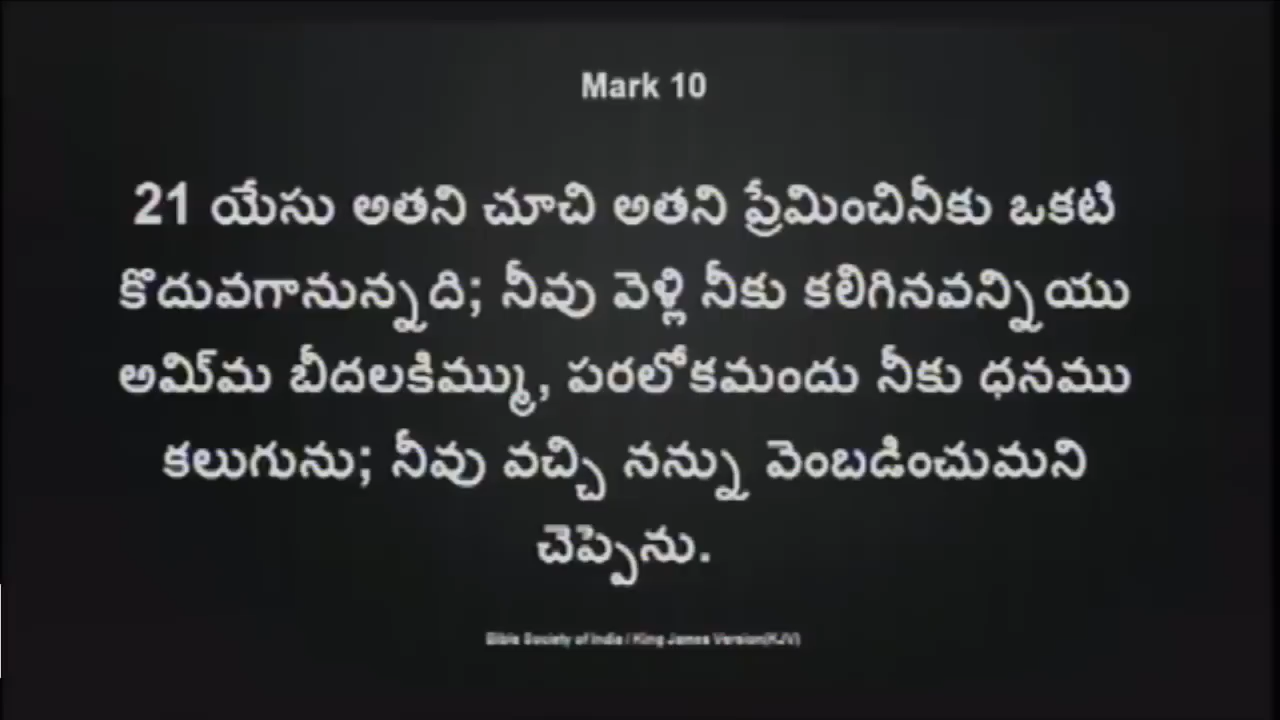 Mark 10
21 యేసు అతని చూచి అతని ప్రేమించినీకు ఒకటి
కొదువగానున్నది; నీవు వెళ్లి నీకు కలిగినవన్నియు
అమి్మ బీదలకిమ్ము, పరలోకమందు నీకు ధనము
కలుగును; నీవు వచ్చి నన్ను వెంబడించుమని
చెప్పెను.
Bible Society of India / King James Version(KJV)